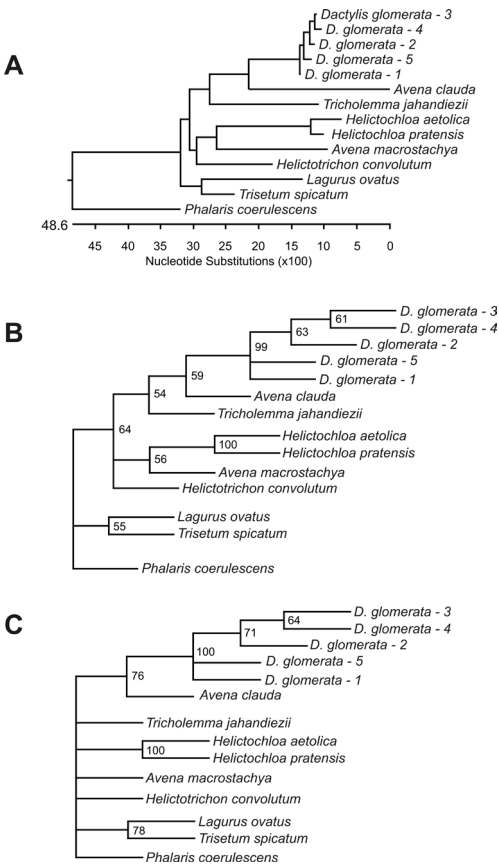 A
Dactylis glomerata - 3
D. glomerata - 4
D. glomerata - 2
D. glomerata - 5
D. glomerata - 1
Avena clauda
Tricholemma jahandiezii
Helictochloa aetolica
Helictochloa pratensis
Avena macrostachya
Helictotrichon convolutum
Lagurus ovatus
Trisetum spicatum
Phalaris coerulescens
48.6
45 40 35 30 25 20 15 10 5 0
Nucleotide Substitutions (x100)
B
D. glomerata - 3
61
D. glomerata - 4
63
D. glomerata - 2
99
D. glomerata - 5
D. glomerata - 1
59
Avena clauda
54
Tricholemma jahandiezii
64
Helictochloa aetolica
100
Helictochloa pratensis
56
Avena macrostachya
Helictotrichon convolutum
Lagurus ovatus
55
Trisetum spicatum
Phalaris coerulescens
C
D. glomerata - 3
64
D. glomerata - 4
71
D. glomerata - 2
100
D. glomerata - 5
76
D. glomerata - 1
Avena clauda
Tricholemma jahandiezii
Helictochloa aetolica
100
Helictochloa pratensis
Avena macrostachya
Helictotrichon convolutum
Lagurus ovatus
78
Trisetum spicatum
Phalaris coerulescens